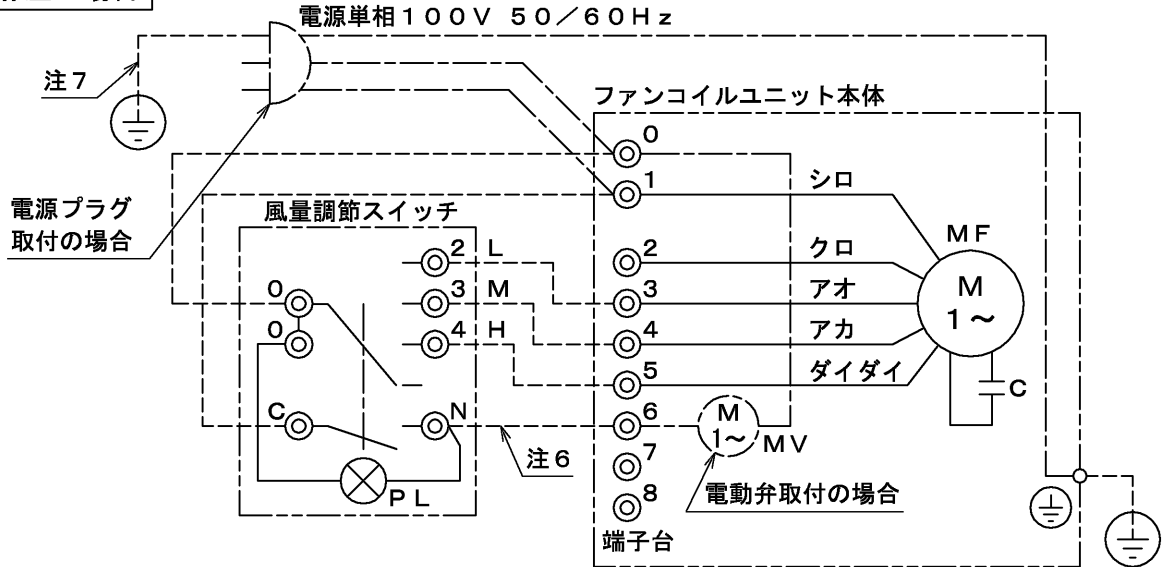 電源単相100V 50/60Hz
注7
ファンコイルユニット本体
電源プラグ
取付の場合
風量調節スイッチ
0
1
2
3
4
5
6
7
8
端子台
シロ
クロ
アオ
アカ
ダイダイ
MF
M
1~
C
2 L
3 M
4 H
0
0
C
N
PL
注6
M
1~
MV
電動弁取付の場合